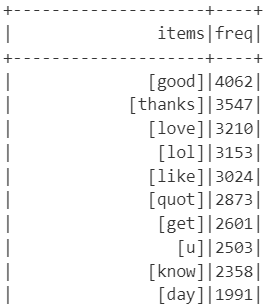 +--------------------+----+
|               items|freq|
+--------------------+----+
|              [good]|4062|
|            [thanks]|3547|
|              [love]|3210|
|               [lol]|3153|
|              [like]|3024|
|              [quot]|2873|
|               [get]|2601|
|                 [u]|2503|
|              [know]|2358|
|               [day]|1991|